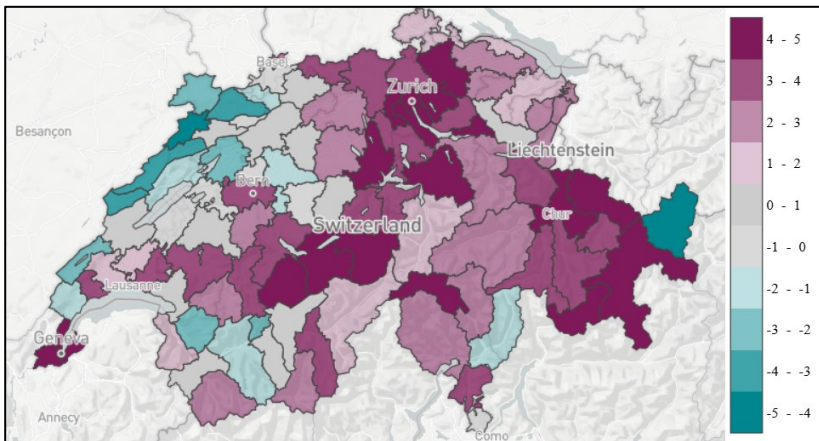 Basel
Zurich
Besançon
Liechtenstein
Bern
Chur
Switzerland
Lausanne
Geneva
Annecy
Como
4 - 5
3 - 4
2 - 3
1 - 2
0 - 1
-1 - 0
-2 - -1
-3 - -2
-4 - -3
-5 - -4